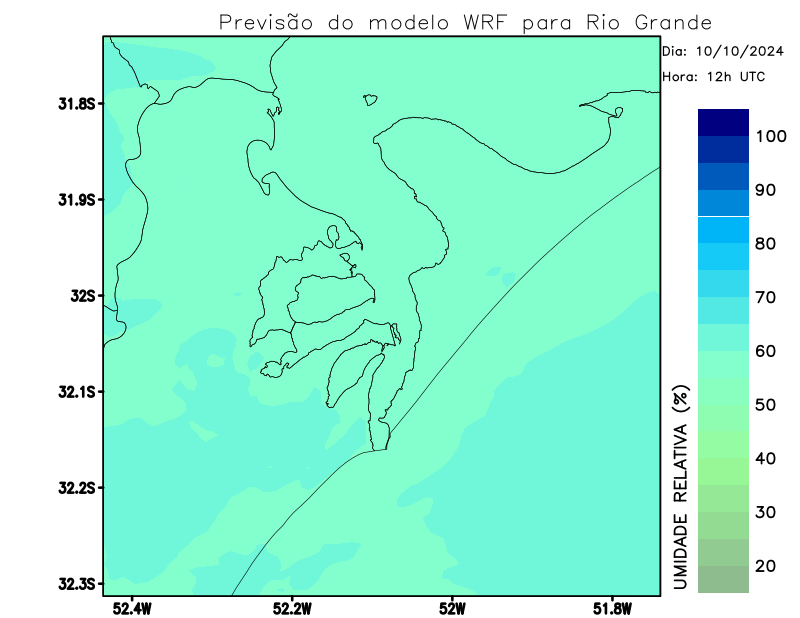 Previsão do modelo WRF para Rio Grande
Dia: 10/10/2024
Hora: 12h UTC
31.8S
31.9S
32S
32.1S
32.2S
32.3S
52.4W
52.2W
52W
51.8W
100
90
80
70
60
50
40
30
20
UMIDADE RELATIVA (%)